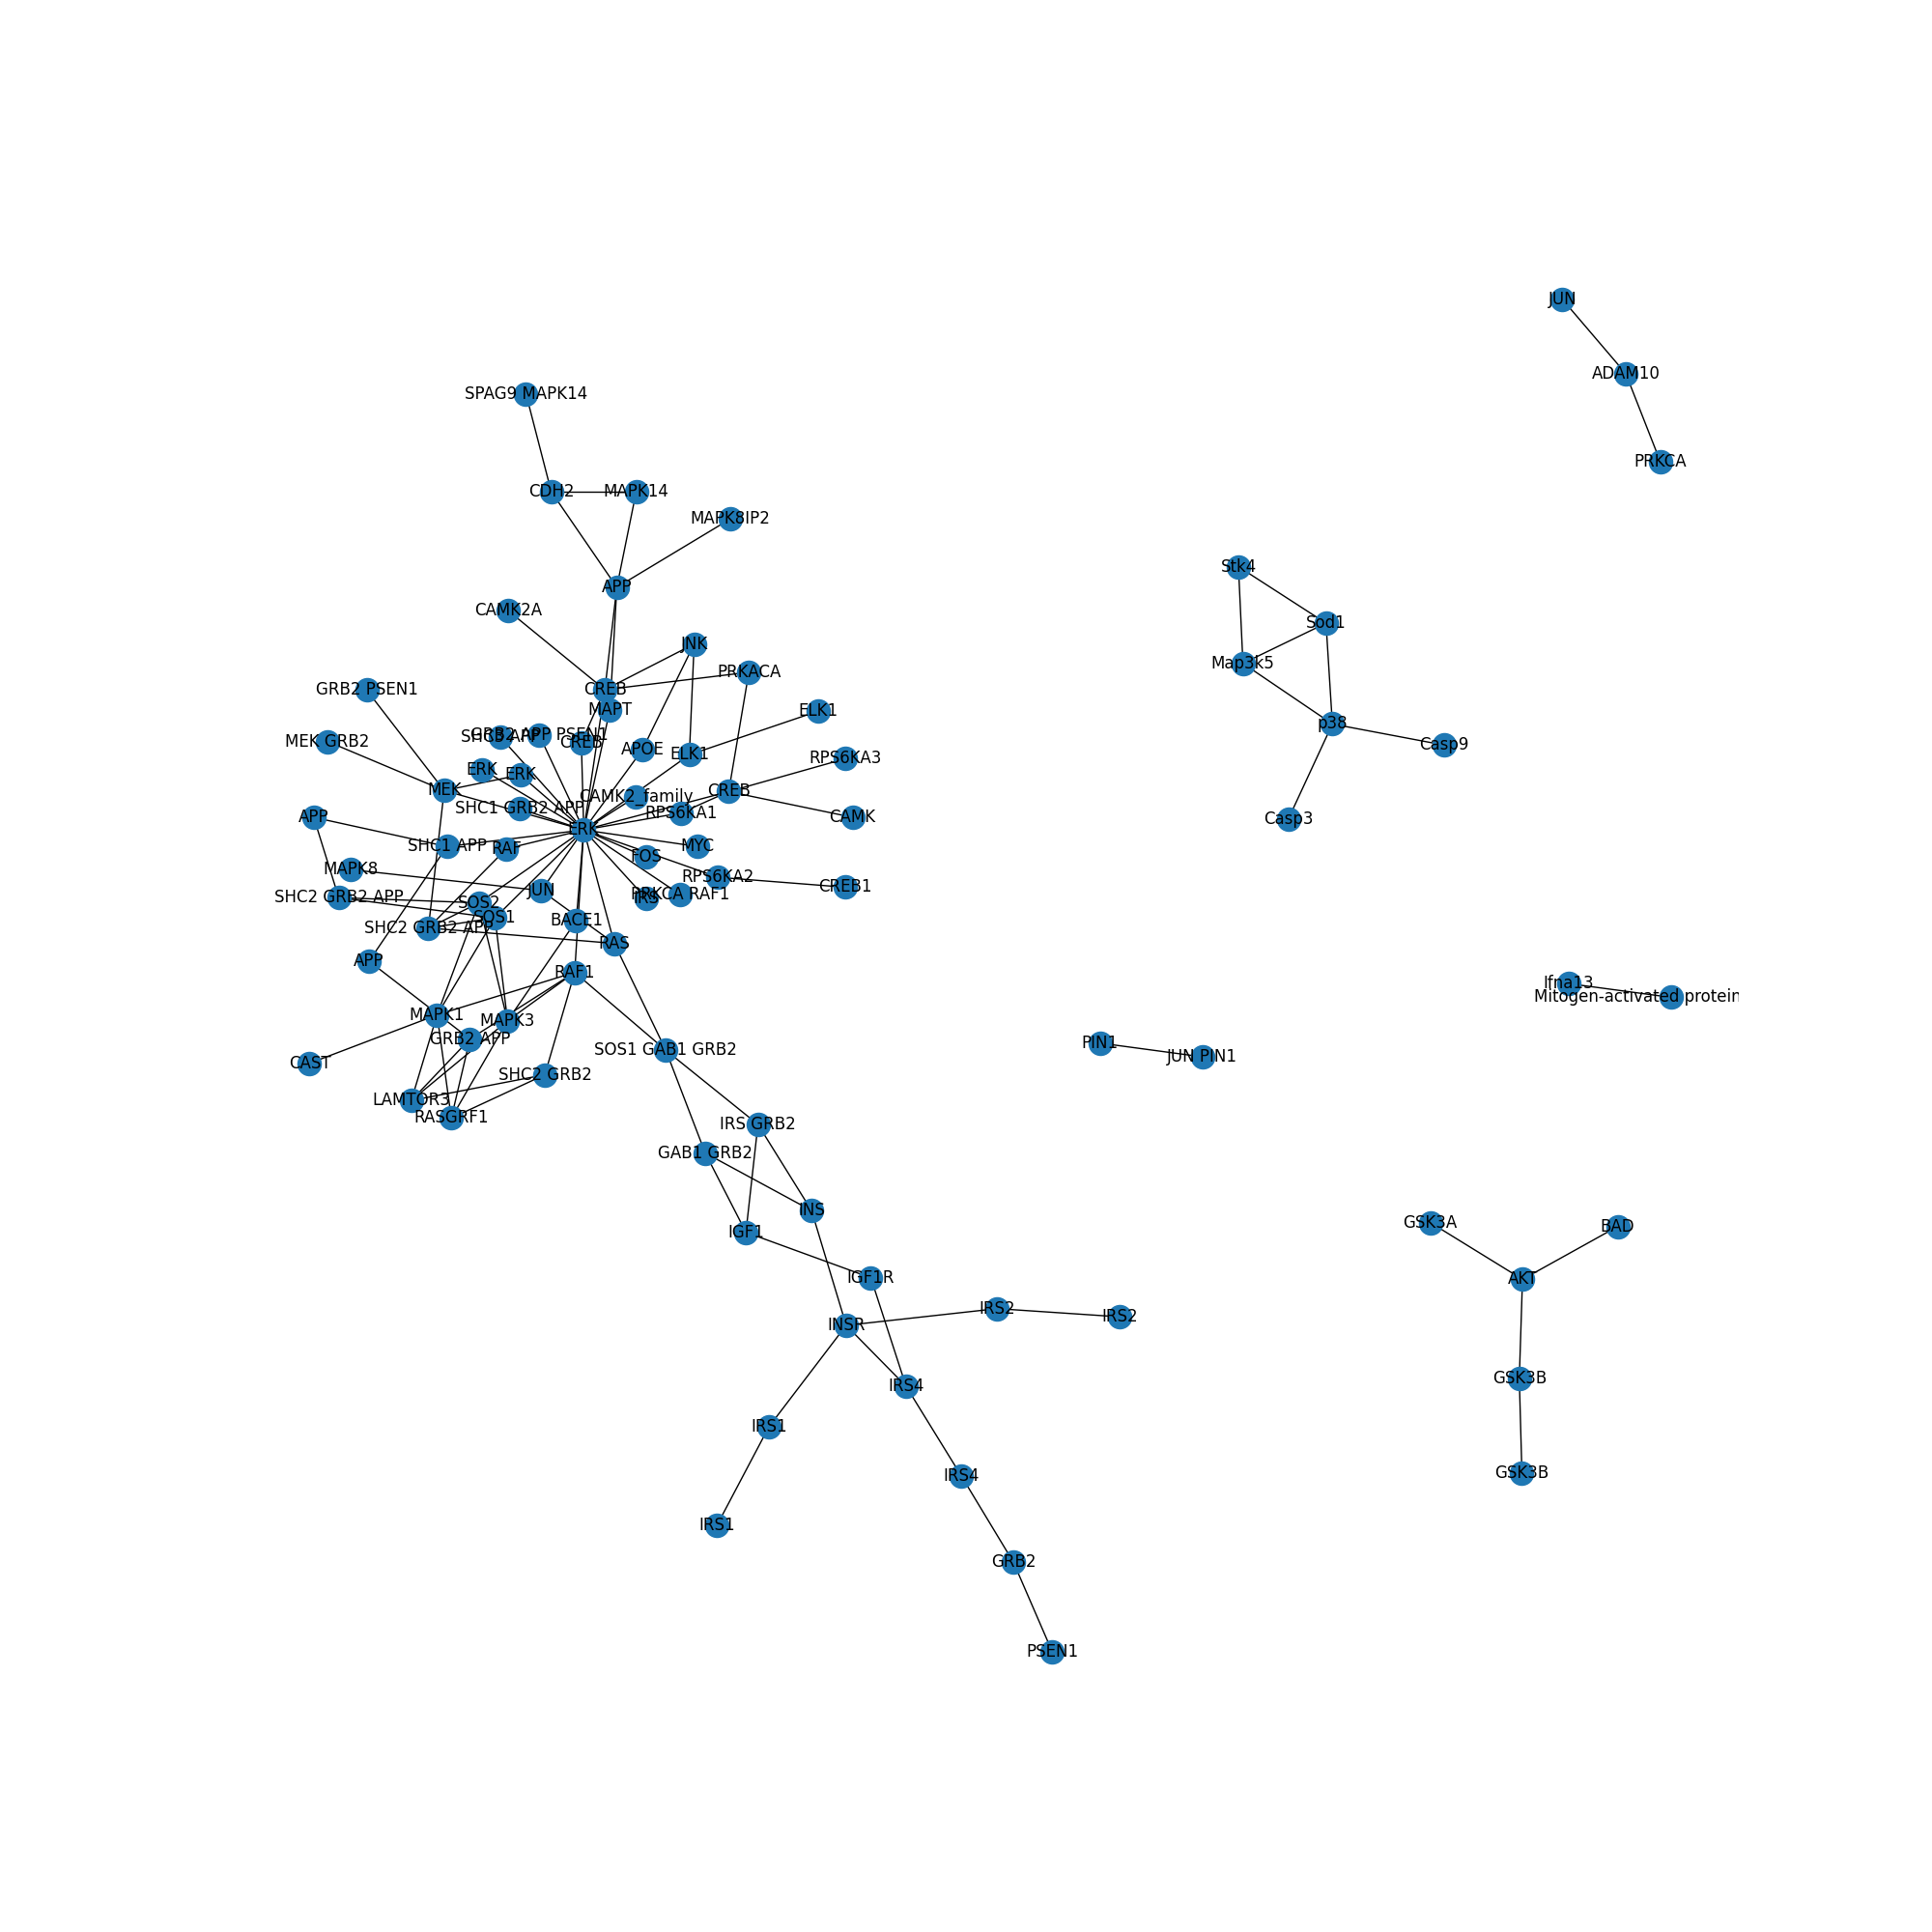 JUN
ADAM10
SPAG9 MAPK14
PRKCA
CDH2
MAPK14
MAPK8IP2
Stk4
APP
CAMK2A
Sod1
JNK
Map3k5
PRKACA
GRB2 PSEN1
CREB
MAPT
ELK1
p38
GRB2 APP PSEN1
SHC3 APP
MEK GRB2
CREB
APOE
ELK1
Casp9
RPS6KA3
ERK
ERK
MEK
CREB
CAMK2_family
SHC1 GRB2 APP
RPS6KA1
APP
CAMK
Casp3
ERK
SHC1 APP
RAF
MYC
FOS
MAPK8
RPS6KA2
CREB1
JUN
PRKCA RAF1
IRS
SHC2 GRB2 APP
SOS2
SOS1
BACE1
SHC2 GRB2 APP
RAS
APP
RAF1
Ifna13
Mitogen-activated protein
MAPK1
MAPK3
GRB2 APP
PIN1
SOS1 GAB1 GRB2
JUN PIN1
CAST
SHC2 GRB2
LAMTOR3
RASGRF1
IRS GRB2
GAB1 GRB2
INS
GSK3A
BAD
IGF1
IGF1R
AKT
IRS2
IRS2
INSR
GSK3B
IRS4
IRS1
GSK3B
IRS4
IRS1
GRB2
PSEN1